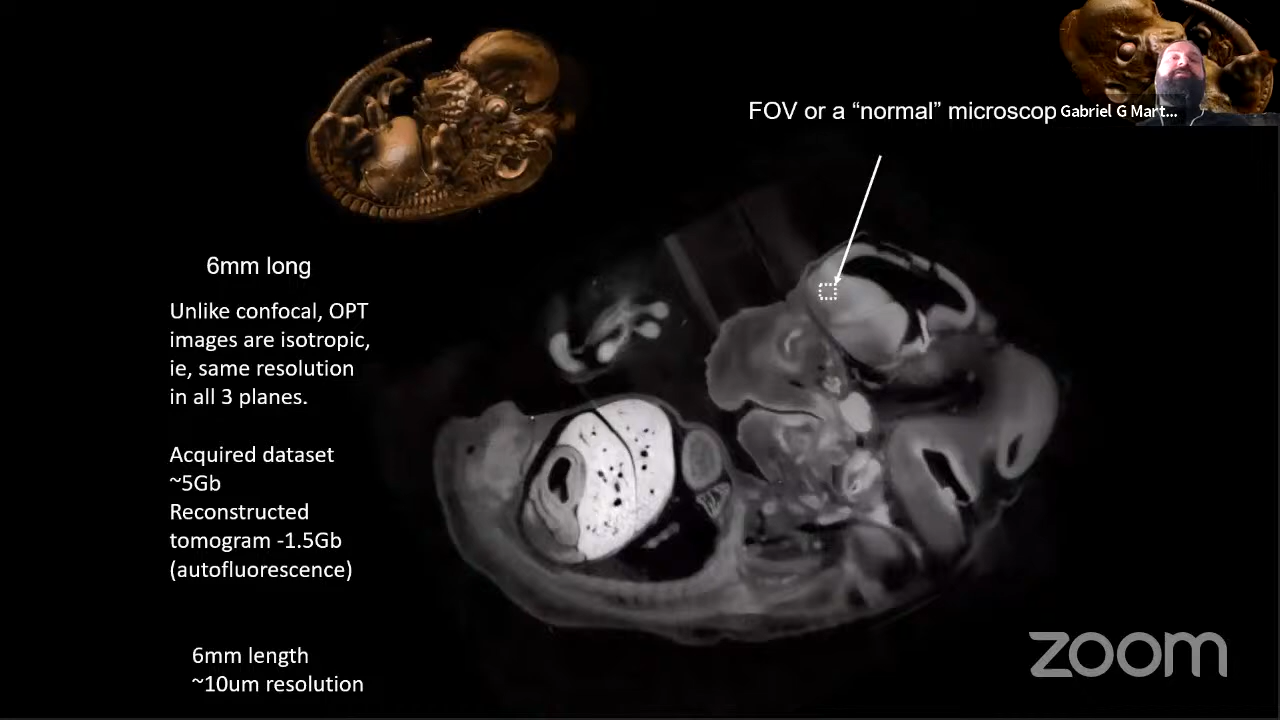 FOV or a “normal” microscop
Gabriel G Mart...
6mm long
Unlike confocal, OPT
images are isotropic,
ie, same resolution
in all 3 planes.
Acquired dataset
~5Gb
Reconstructed
tomogram -1.5Gb
(autofluorescence)
6mm length
~10um resolution
zoom